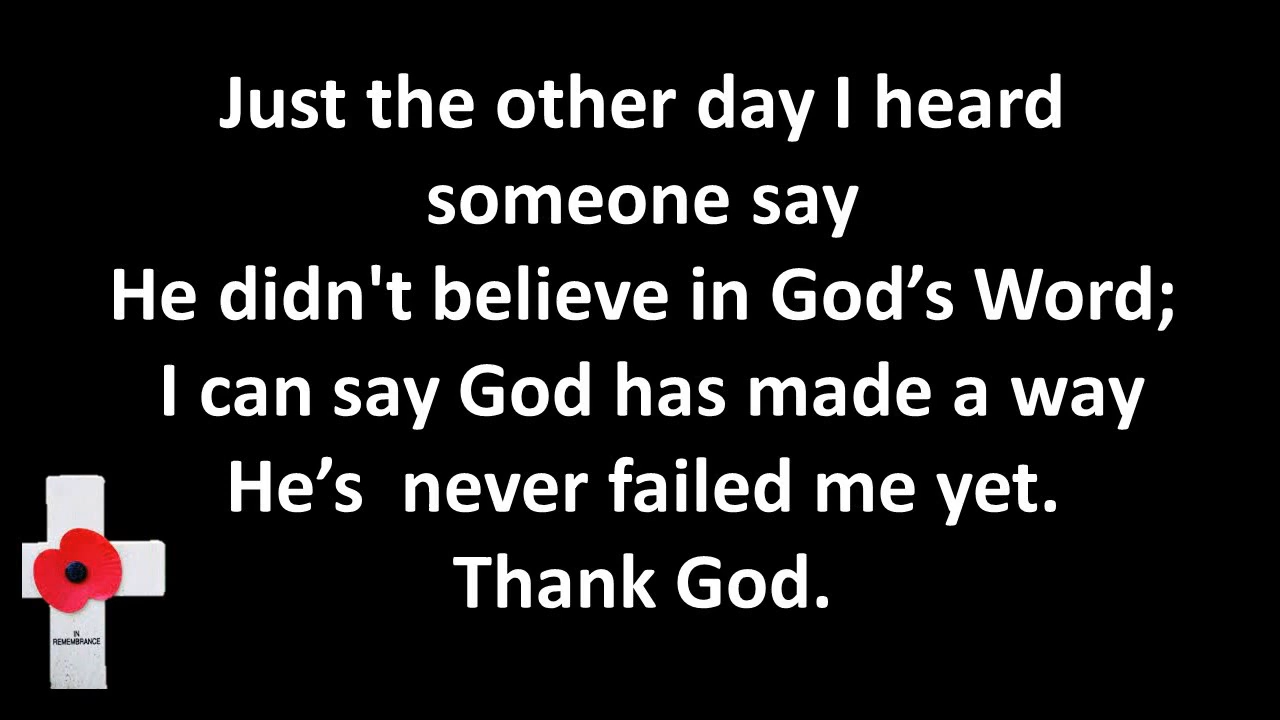 Just the other day I heard
someone say
He didn't believe in God’s Word;
I can say God has made a way
He’s  never failed me yet.
Thank God.
IN
REMEMBRANCE